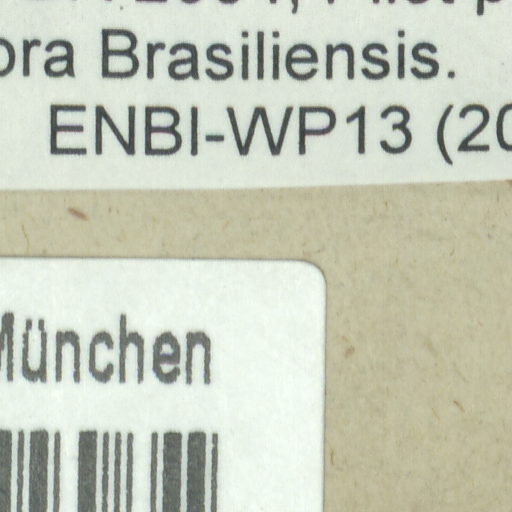 ora Brasiliensis.
ENBI-WP13 (20
München